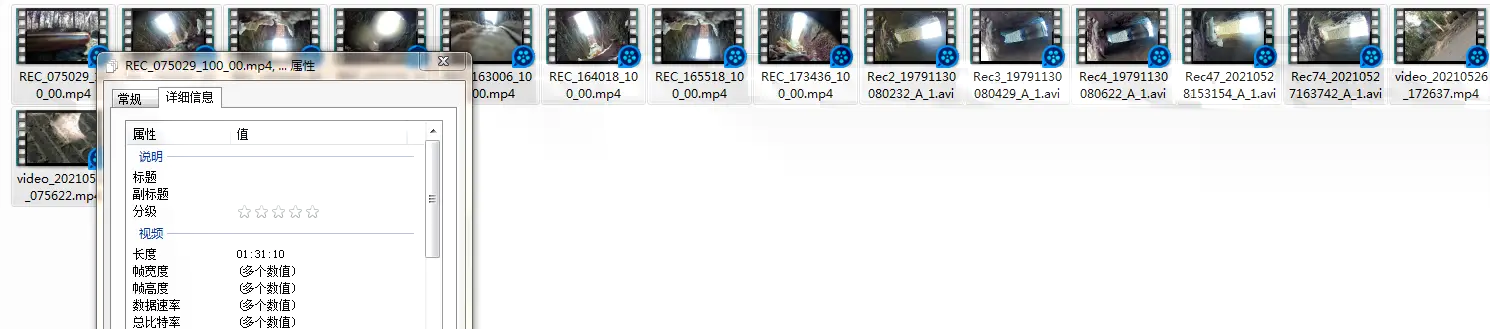 REC_075029_1
0_00.mp4
163006_10
00.mp4
REC_164018_10
0_00.mp4
REC_165518_10
0_00.mp4
REC_173436_10
0_00.mp4
Rec2_19791130
080232_A_1.avi
Rec3_19791130
080429_A_1.avi
Rec4_19791130
080622_A_1.avi
Rec47_2021052
8153154_A_1.avi
Rec74_2021052
7163742_A_1.avi
video_20210526
_172637.mp4
video_202105
_075622.mp4
REC_075029_100_00.mp4, ... 属性
常规
详细信息
属性 值
说明
标题
副标题
分级
视频
长度 01:31:10
帧宽度 (多个数值)
帧高度 (多个数值)
数据速率 (多个数值)
总比特率 (多个数值)